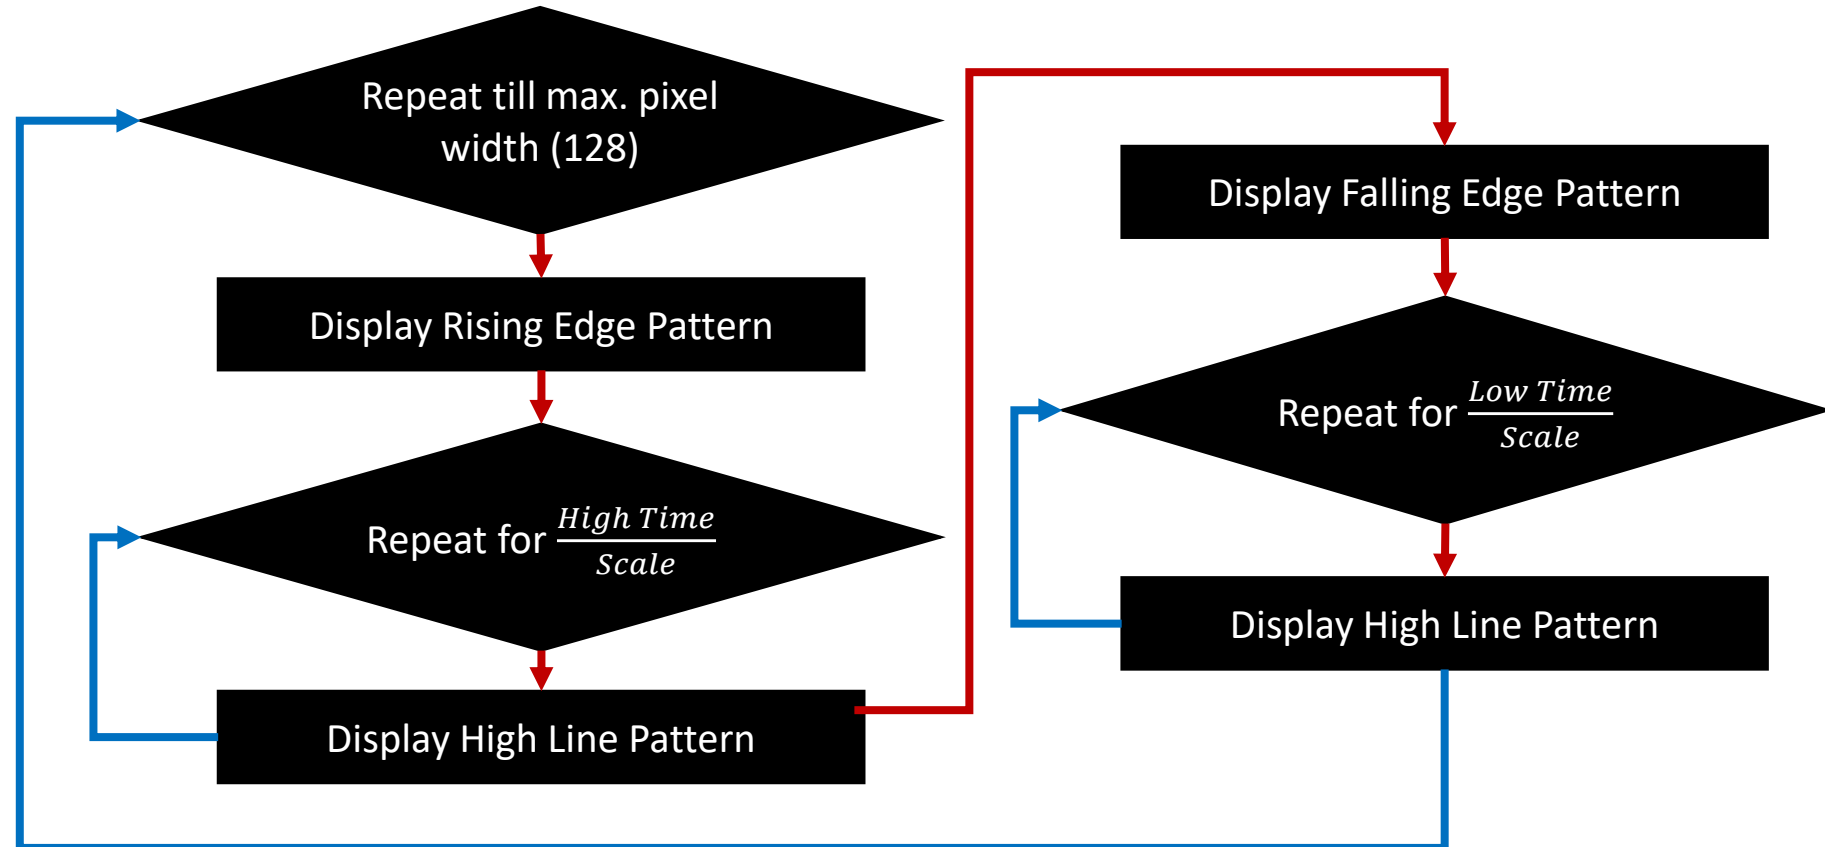 Repeat till max. pixel
width (128)
Display Rising Edge Pattern
Repeat for High Time
Scale
Display High Line Pattern
Display Falling Edge Pattern
Repeat for Low Time
Scale
Display High Line Pattern